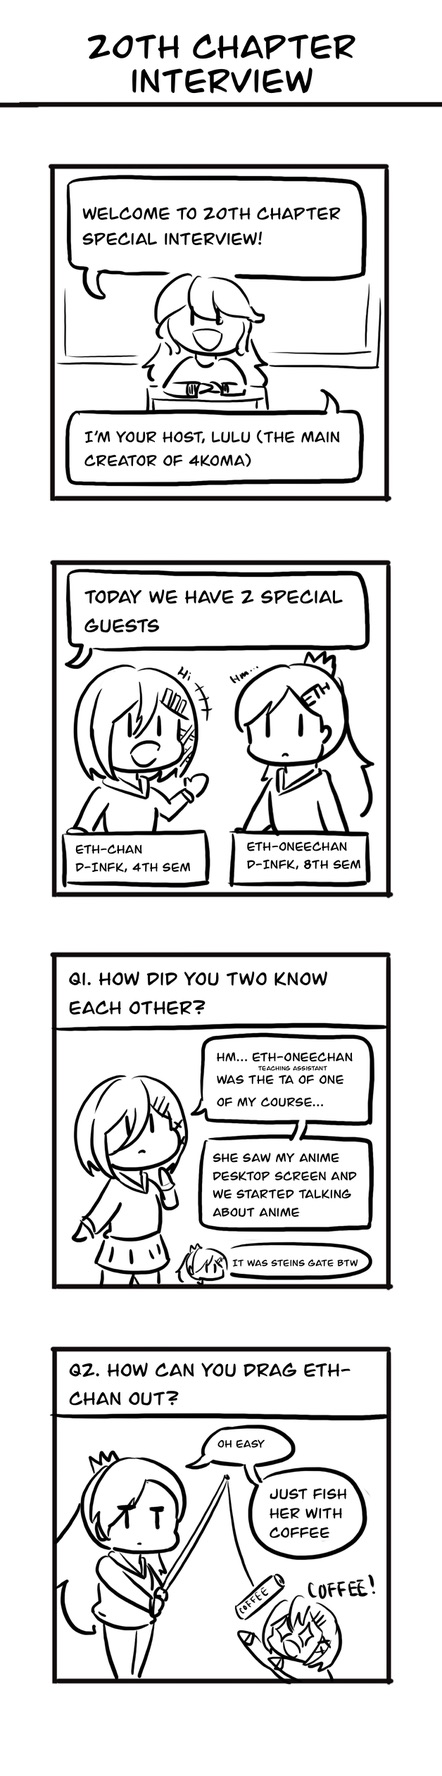 20TH CHAPTER
INTERVIEW
WELCOME TO 20TH CHAPTER
SPECIAL INTERVIEW!
I'M YOUR HOST, LULU (THE MAIN
CREATOR OF 4KOMA)
TODAY WE HAVE 2 SPECIAL
GUESTS
Hi
Hm...
ETH
ETH-CHAN
D-INFK, 4TH SEM
ETH-ONEECHAN
D-INFK, 8TH SEM
Q1. HOW DID YOU TWO KNOW
EACH OTHER?
HM... ETH-ONEECHAN
TEACHING ASSISTANT
WAS THE TA OF ONE
OF MY COURSE...
SHE SAW MY ANIME
DESKTOP SCREEN AND
WE STARTED TALKING
ABOUT ANIME
IT WAS STEINS GATE BTW
Q2. HOW CAN YOU DRAG ETH-
CHAN OUT?
OH EASY
JUST FISH
HER WITH
COFFEE
COFFEE
COFFEE!